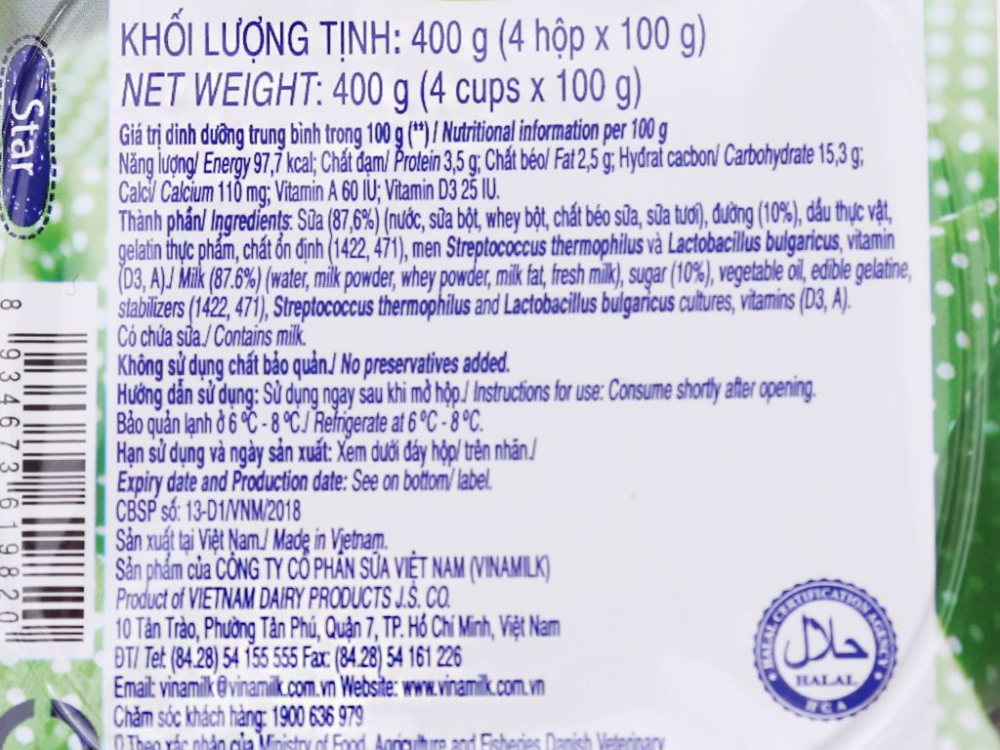 KHỐI LƯỢNG TỊNH: 400 g (4 hộp x 100 g)
NET WEIGHT: 400 g (4 cups x 100 g)
Giá trị dinh dưỡng trung bình trong 100 g (**) / Nutritional information per 100 g
Năng lượng/ Energy 97,7 kcal; Chất đạm/ Protein 3,5 g; Chất béo/ Fat 2,5 g; Hyđrat cacbon/ Carbohydrate 15,3 g;
Calci/ Calcium 110 mg; Vitamin A 60 IU; Vitamin D3 25 IU.
Thành phần/ Ingredients: Sữa (87,6%) (nước, sữa bột, whey bột, chất béo sữa, sữa tươi), đường (10%), dầu thực vật,
gelatin thực phẩm, chất ổn định (1422, 471), men Streptococcus thermophilus và Lactobacillus bulgaricus, vitamin
(D3, A)./ Milk (87.6%) (water, milk powder, whey powder, milk fat, fresh milk), sugar (10%), vegetable oil, edible gelatine,
stabilizers (1422, 471), Streptococcus thermophilus and Lactobacillus bulgaricus cultures, vitamins (D3, A).
Có chứa sữa./ Contains milk.
Không sử dụng chất bảo quản./ No preservatives added.
Hướng dẫn sử dụng: Sử dụng ngay sau khi mở hộp./ Instructions for use: Consume shortly after opening.
Bảo quản lạnh ở 6 °C - 8 °C./ Refrigerate at 6 °C - 8 °C.
Hạn sử dụng và ngày sản xuất: Xem dưới đáy hộp/ trên nhãn./
Expiry date and Production date: See on bottom/ label.
CBSP số: 13-D1/VNM/2018
Sản xuất tại Việt Nam./ Made in Vietnam.
Sản phẩm của CÔNG TY CỔ PHẦN SỮA VIỆT NAM (VINAMILK)
Product of VIETNAM DAIRY PRODUCTS J.S. CO.
10 Tân Trào, Phường Tân Phú, Quận 7, TP. Hồ Chí Minh, Việt Nam
ĐT/ Tel: (84.28) 54 155 555 Fax: (84.28) 54 161 226
Email: vinamilk@vinamilk.com.vn Website: www.vinamilk.com.vn
Chăm sóc khách hàng: 1900 636 979
Theo xác nhận của Ministry of Food, Agriculture and Fisheries Danish Veterinary
Star
8 934673 619820
HALAL CERTIFICATION AGENCY
حلال
HALAL
HCA